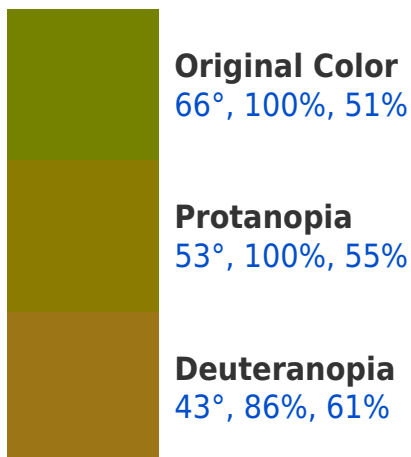 Original Color
66°, 100%, 51%
Protanopia
53°, 100%, 55%
Deuteranopia
43°, 86%, 61%